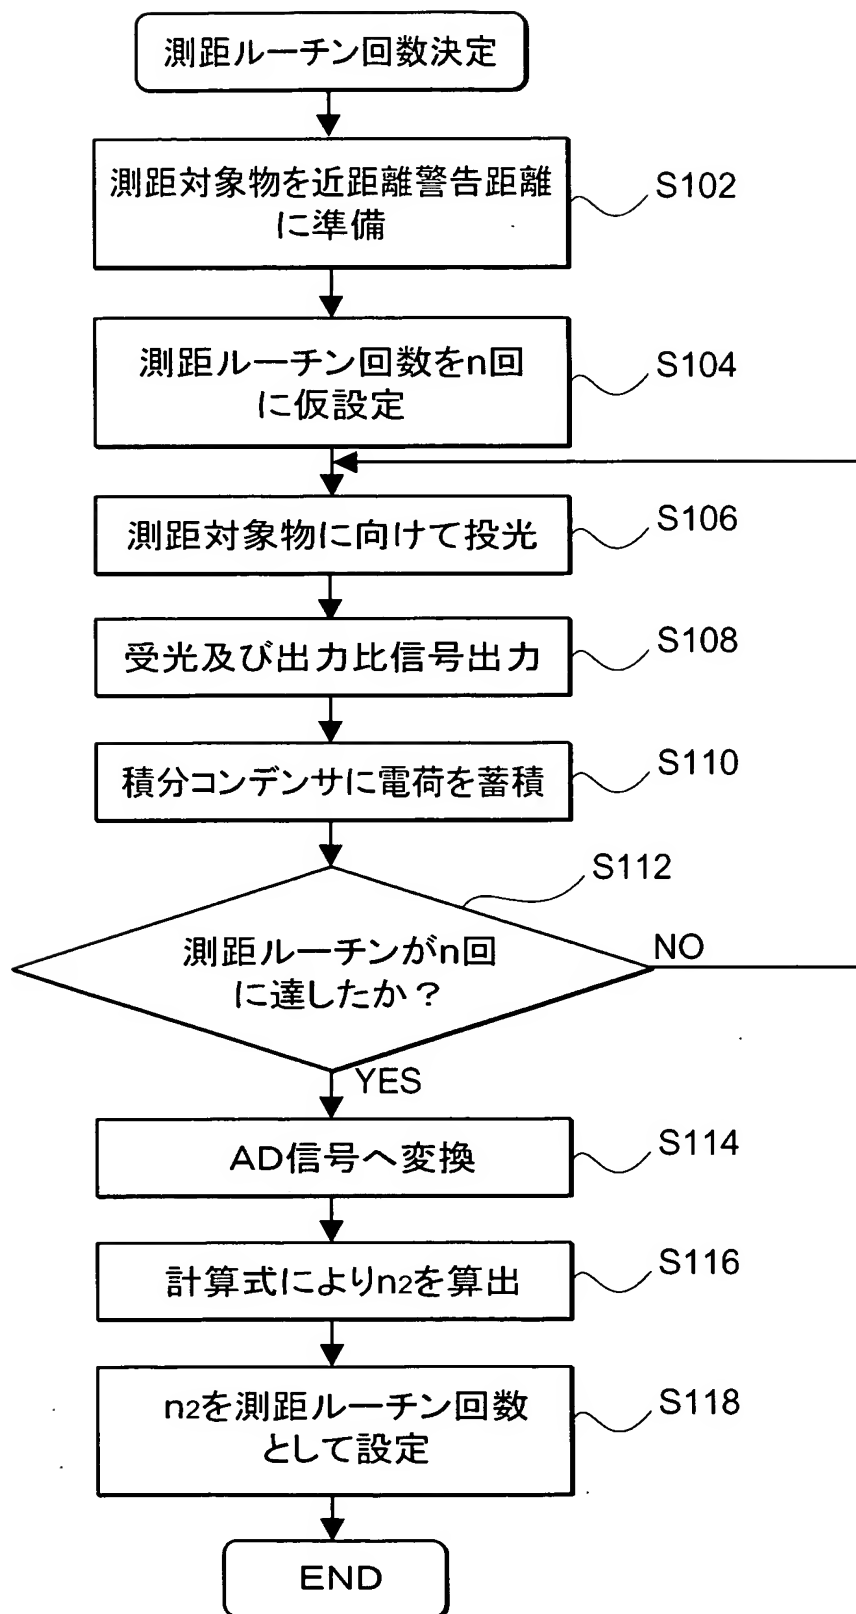 測距ルーチン回数決定
測距対象物を近距離警告距離
に準備
S102
測距ルーチン回数をn回
に仮設定
S104
測距対象物に向けて投光
S106
受光及び出力比信号出力
S108
積分コンデンサに電荷を蓄積
S110
S112
測距ルーチンがn回
に達したか？
NO
YES
AD信号へ変換
S114
計算式によりn2を算出
S116
n2を測距ルーチン回数
として設定
S118
END